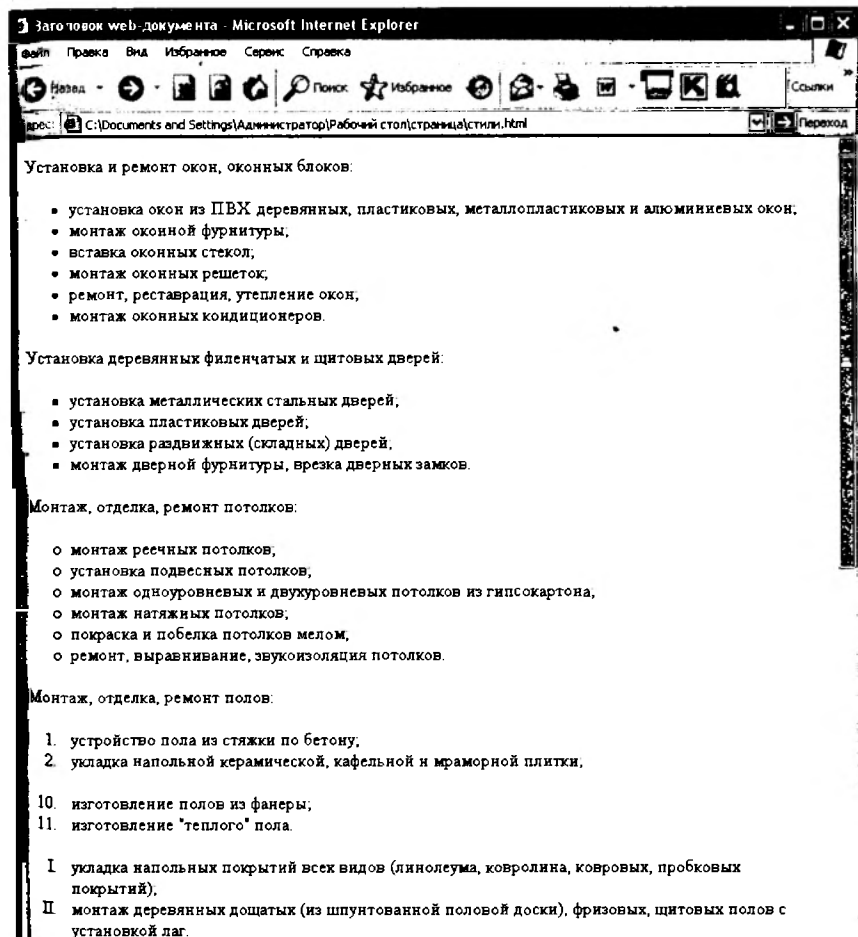 Заголовок web-документа - Microsoft Internet Explorer
Файл Правка Вид Избранное Сервис Справка
Назад Поиск Избранное Ссылки
Адрес: C:\Documents and Settings\Администратор\Рабочий стол\страница\стили.html Переход
Установка и ремонт окон, оконных блоков:
• установка окон из ПВХ деревянных, пластиковых, металлопластиковых и алюминиевых окон;
• монтаж оконной фурнитуры;
• вставка оконных стекол;
• монтаж оконных решеток;
• ремонт, реставрация, утепление окон;
• монтаж оконных кондиционеров.
Установка деревянных филенчатых и щитовых дверей:
▪ установка металлических стальных дверей;
▪ установка пластиковых дверей;
▪ установка раздвижных (складных) дверей;
▪ монтаж дверной фурнитуры, врезка дверных замков.
Монтаж, отделка, ремонт потолков:
o монтаж реечных потолков;
o установка подвесных потолков;
o монтаж одноуровневых и двухуровневых потолков из гипсокартона;
o монтаж натяжных потолков;
o покраска и побелка потолков мелом;
o ремонт, выравнивание, звукоизоляция потолков.
Монтаж, отделка, ремонт полов:
1. устройство пола из стяжки по бетону;
2. укладка напольной керамической, кафельной и мраморной плитки;
10. изготовление полов из фанеры;
11. изготовление "теплого" пола.
I укладка напольных покрытий всех видов (линолеума, ковролина, ковровых, пробковых
покрытий);
II монтаж деревянных дощатых (из шпунтованной половой доски), фризовых, щитовых полов с
установкой лаг.